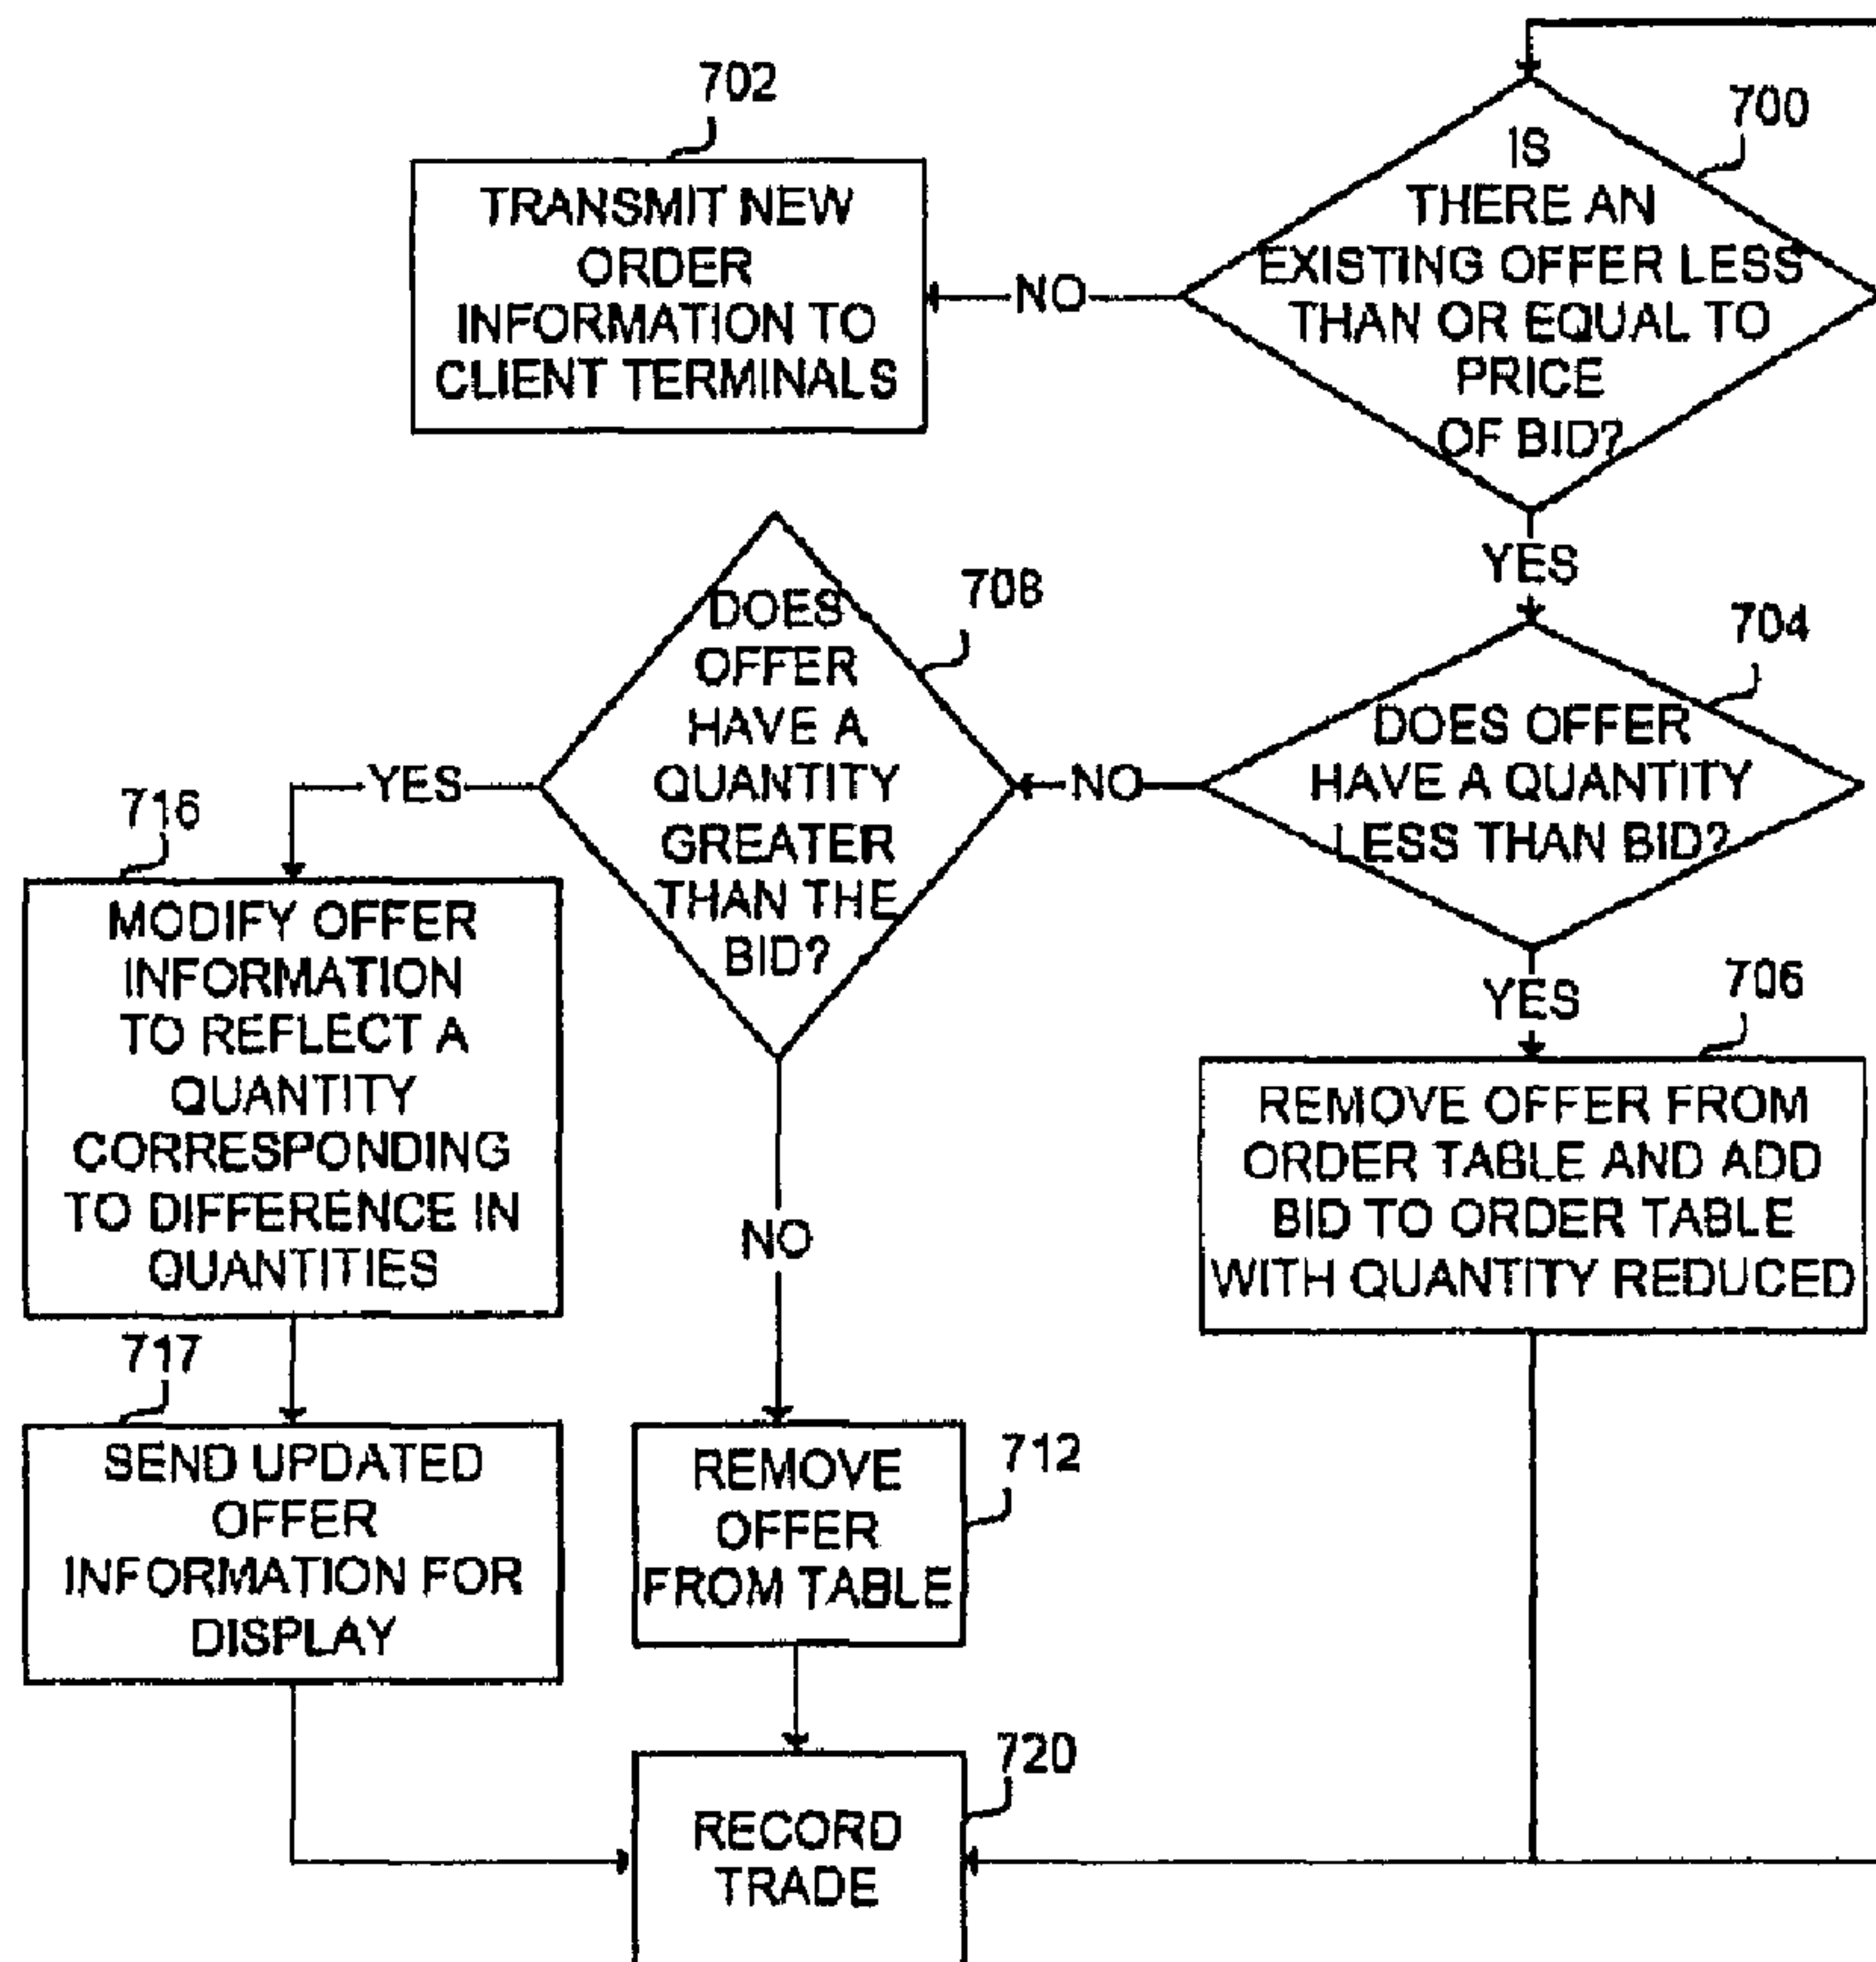 702
TRANSMIT NEW
ORDER
INFORMATION TO
CLIENT TERMINALS
NO
700
IS
THERE AN
EXISTING OFFER LESS
THAN OR EQUAL TO
PRICE
OF BID?
YES
708
DOES
OFFER
HAVE A
QUANTITY
GREATER
THAN THE
BID?
NO
704
DOES OFFER
HAVE A QUANTITY
LESS THAN BID?
YES
YES
716
MODIFY OFFER
INFORMATION
TO REFLECT A
QUANTITY
CORRESPONDING
TO DIFFERENCE IN
QUANTITIES
NO
706
REMOVE OFFER FROM
ORDER TABLE AND ADD
BID TO ORDER TABLE
WITH QUANTITY REDUCED
717
SEND UPDATED
OFFER
INFORMATION FOR
DISPLAY
712
REMOVE
OFFER
FROM TABLE
720
RECORD
TRADE